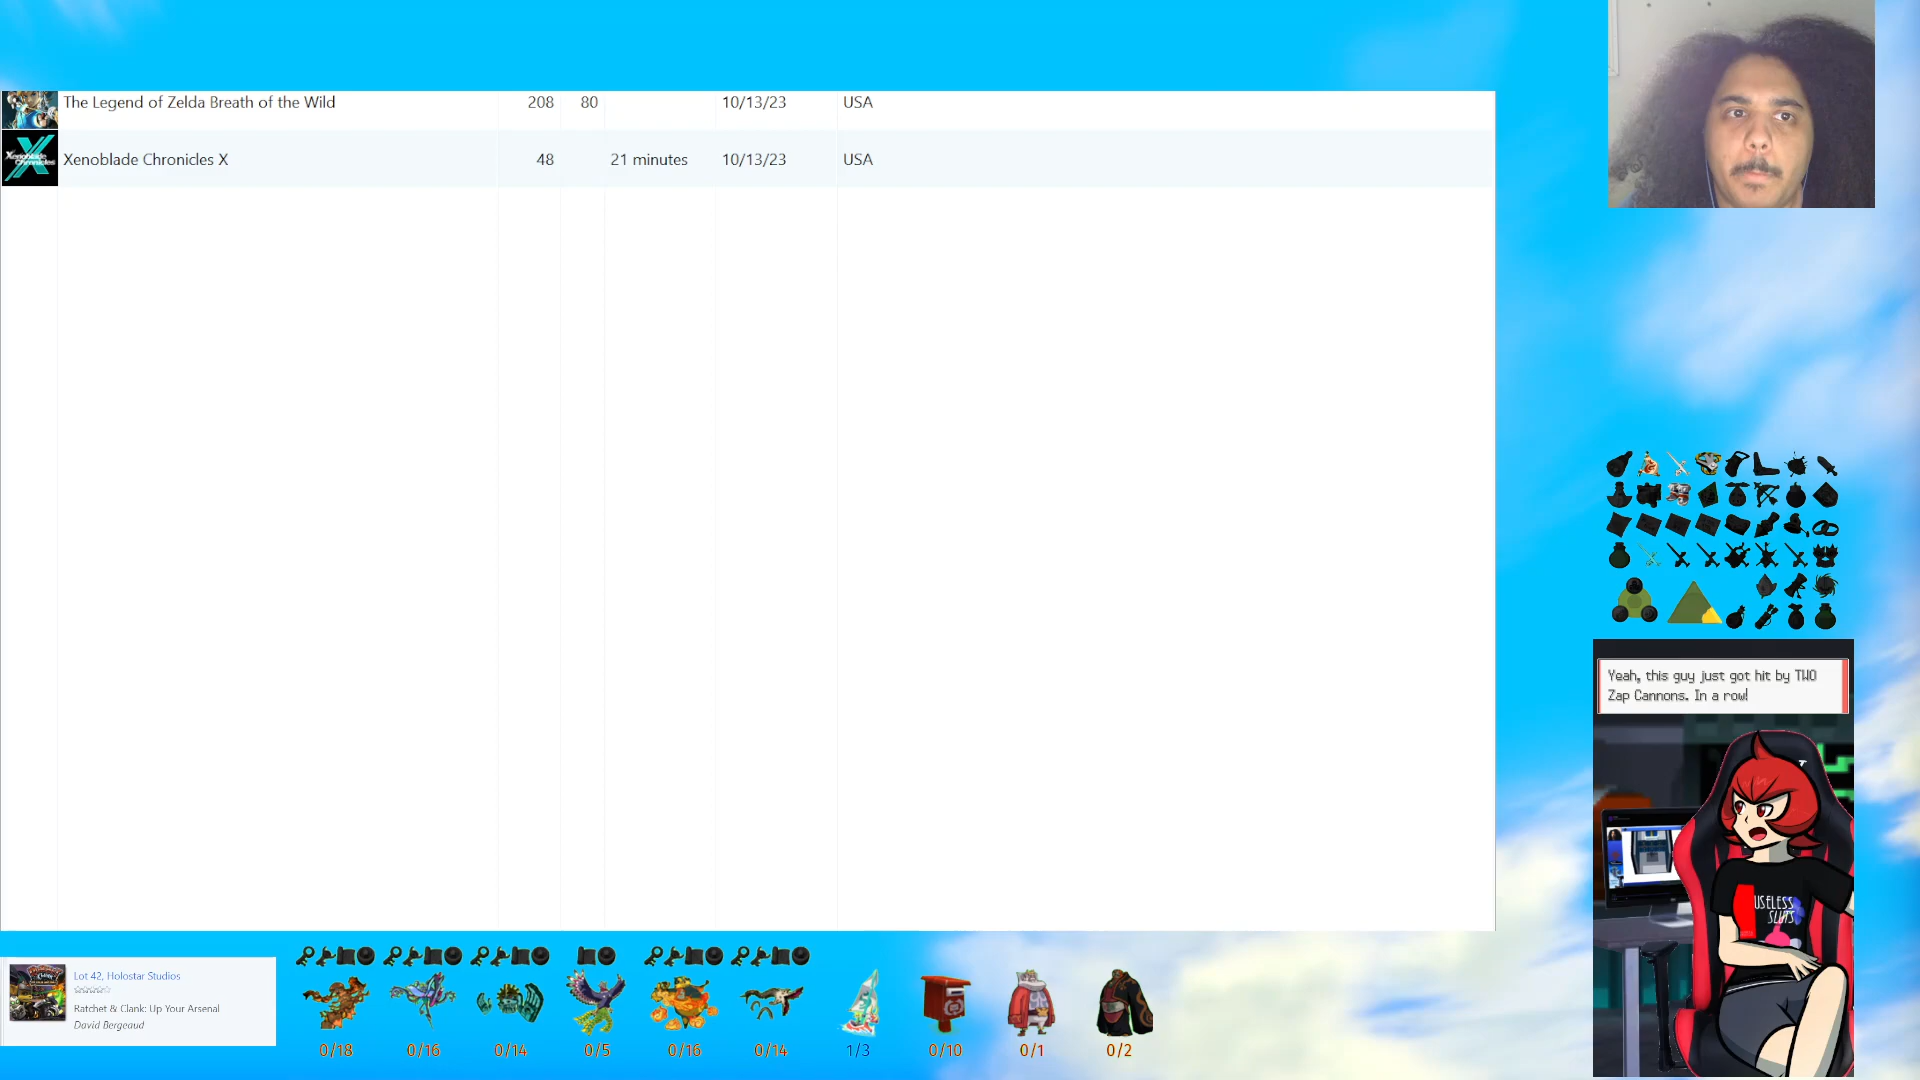 The Legend of Zelda Breath of the Wild 208 80 10/13/23 USA
Xenoblade Chronicles X 48 21 minutes 10/13/23 USA
Yeah, this guy just got hit by TWO
Zap Cannons. In a row!
USELESS
SLUTS
Lot 42, Holostar Studios
Ratchet & Clank: Up Your Arsenal
David Bergeaud
0/18 0/16 0/14 0/5 0/16 0/14 1/3 0/10 0/1 0/2